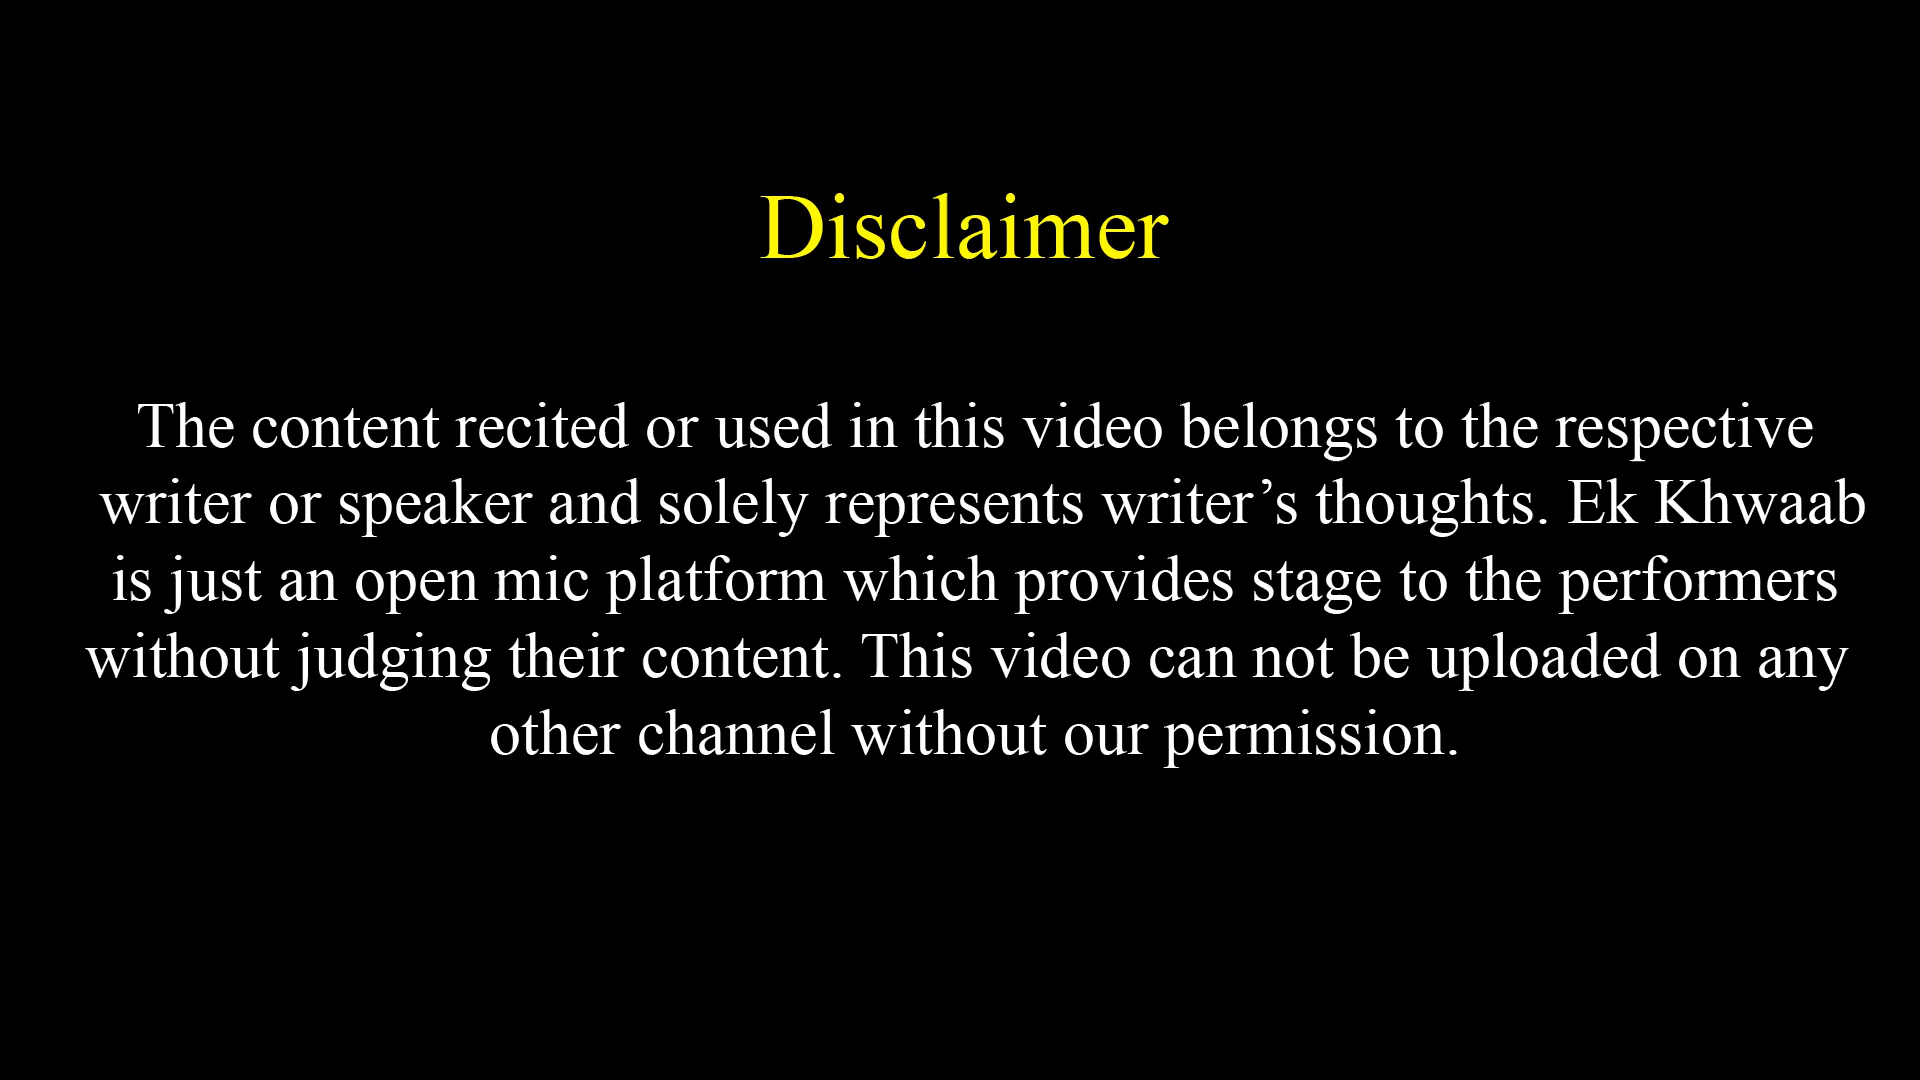 Disclaimer
The content recited or used in this video belongs to the respective
writer or speaker and solely represents writer’s thoughts. Ek Khwaab
is just an open mic platform which provides stage to the performers
without judging their content. This video can not be uploaded on any
other channel without our permission.